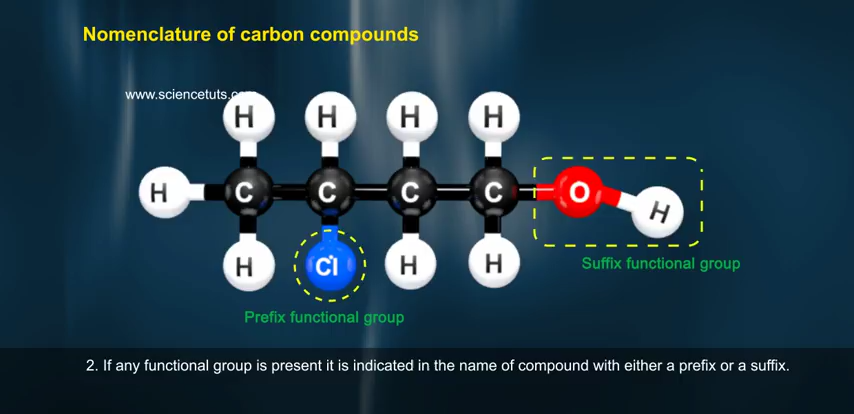 Nomenclature of carbon compounds
www.sciencetuts.com
H H H H
H C C C C O H
H Cl H H
Suffix functional group
Prefix functional group
2. If any functional group is present it is indicated in the name of compound with either a prefix or a suffix.